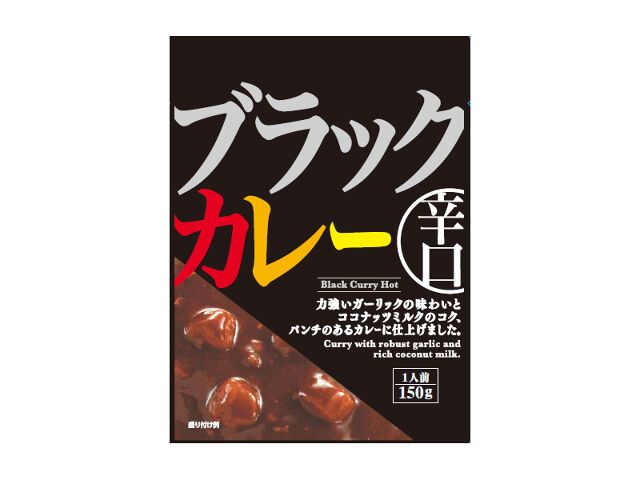 ブラック
カレー
辛口
Black Curry Hot
力強いガーリックの味わいと
ココナッツミルクのコク、
パンチのあるカレーに仕上げました。
Curry with robust garlic and
rich coconut milk.
1人前
150g
盛り付け例